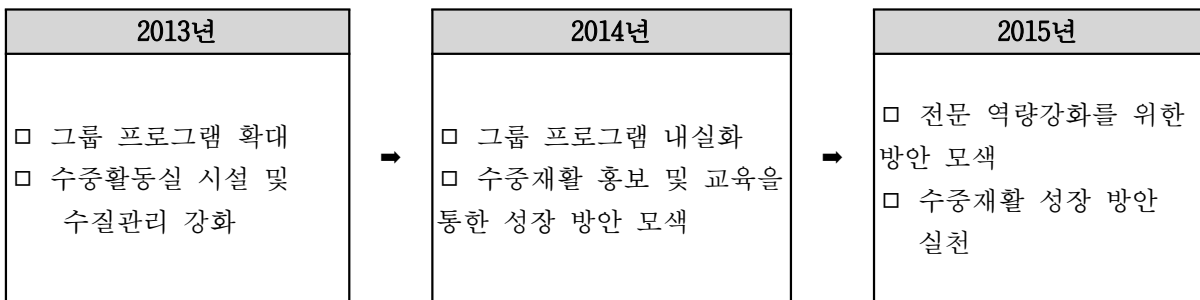 2013년
□ 그룹 프로그램 확대
□ 수중활동실 시설 및
수질관리 강화
➡
2014년
□ 그룹 프로그램 내실화
□ 수중재활 홍보 및 교육을
통한 성장 방안 모색
➡
2015년
□ 전문 역량강화를 위한
방안 모색
□ 수중재활 성장 방안
실천